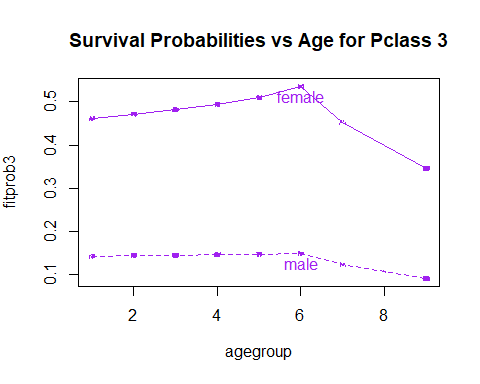 Survival Probabilities vs Age for Pclass 3
fitprob3
0.5
0.4
0.3
0.2
0.1
female
male
2
4
6
8
agegroup